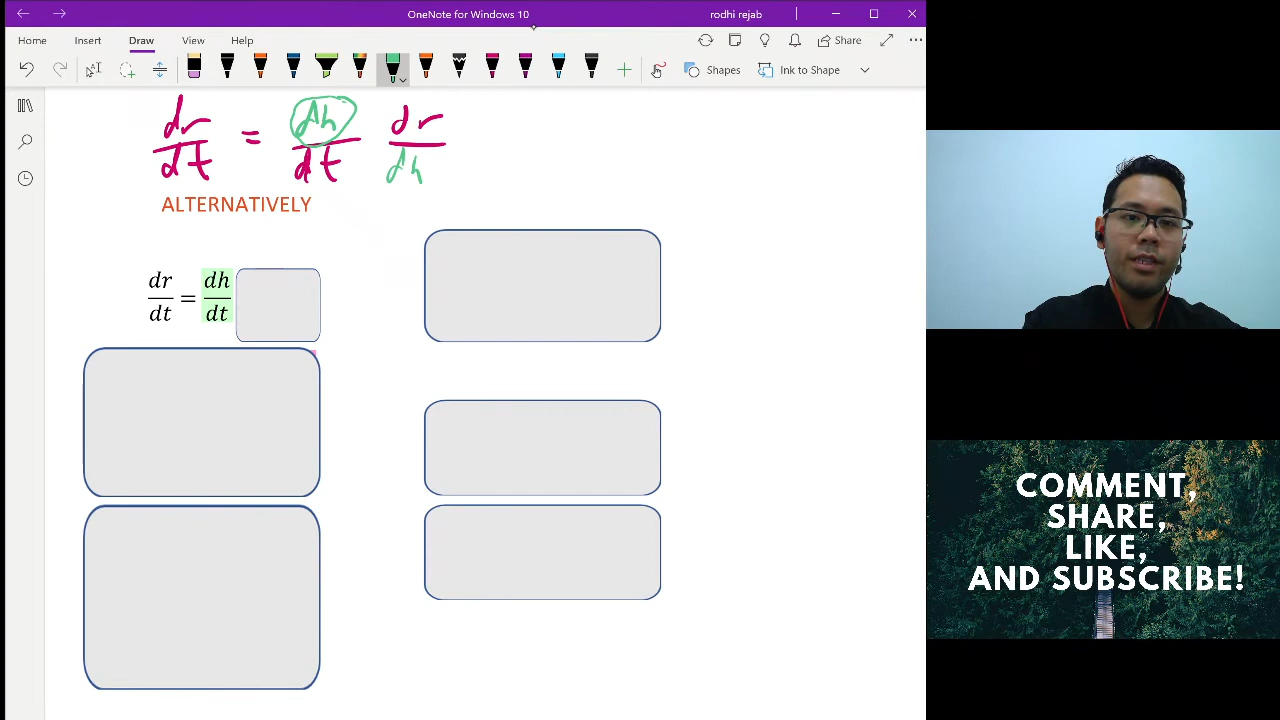 OneNote for Windows 10
rodhi rejab
Home Insert Draw View Help
Share
Shapes
Ink to Shape
dr/dt = dh/dt dr/dh
ALTERNATIVELY
dr/dt = dh/dt
COMMENT,
SHARE,
LIKE,
AND SUBSCRIBE!